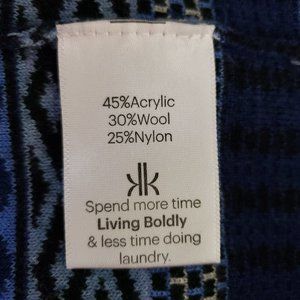 45%Acrylic
30%Wool
25%Nylon
Spend more time
Living Boldly
& less time doing
laundry.